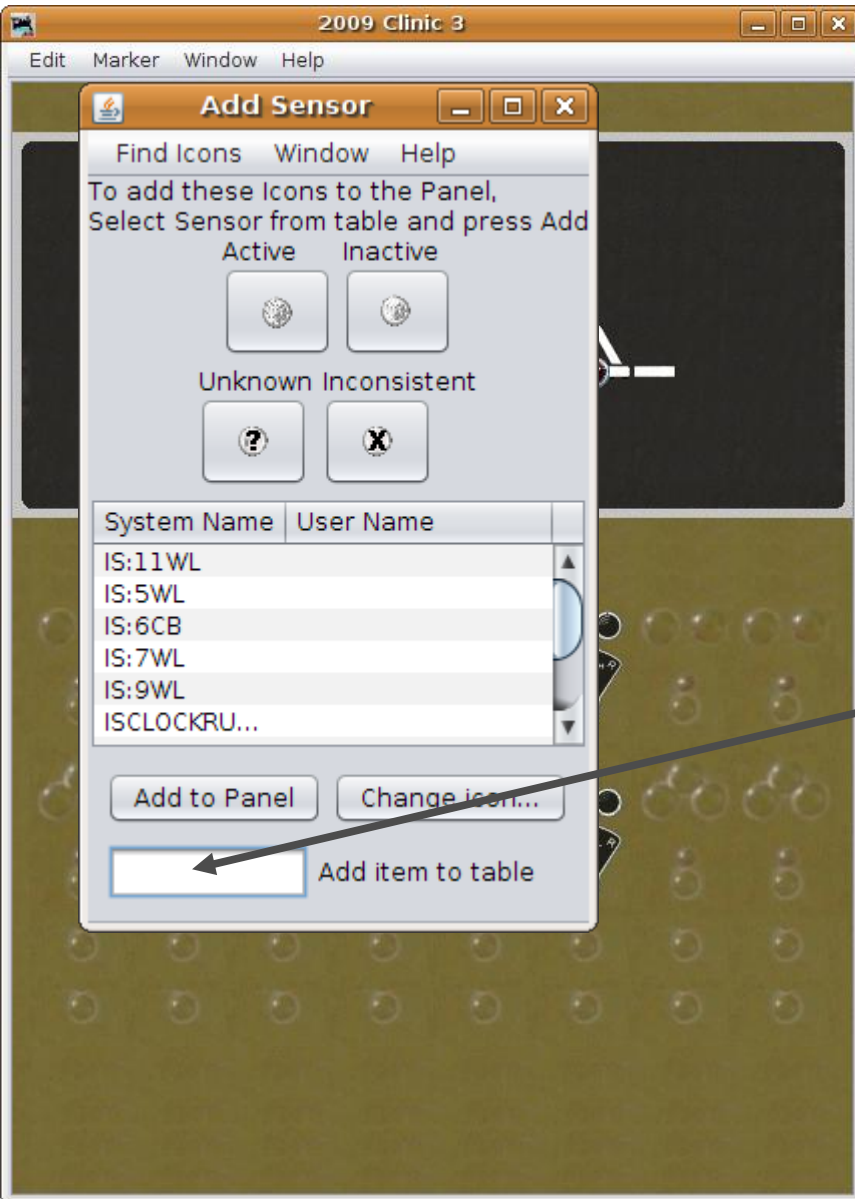 2009 Clinic 3
Edit Marker Window Help
Add Sensor
Find Icons Window Help
To add these Icons to the Panel,
Select Sensor from table and press Add
Active Inactive
Unknown Inconsistent
? X
System Name User Name
IS:11WL
IS:5WL
IS:6CB
IS:7WL
IS:9WL
ISCLOCKRU...
Add to Panel Change icon...
Add item to table